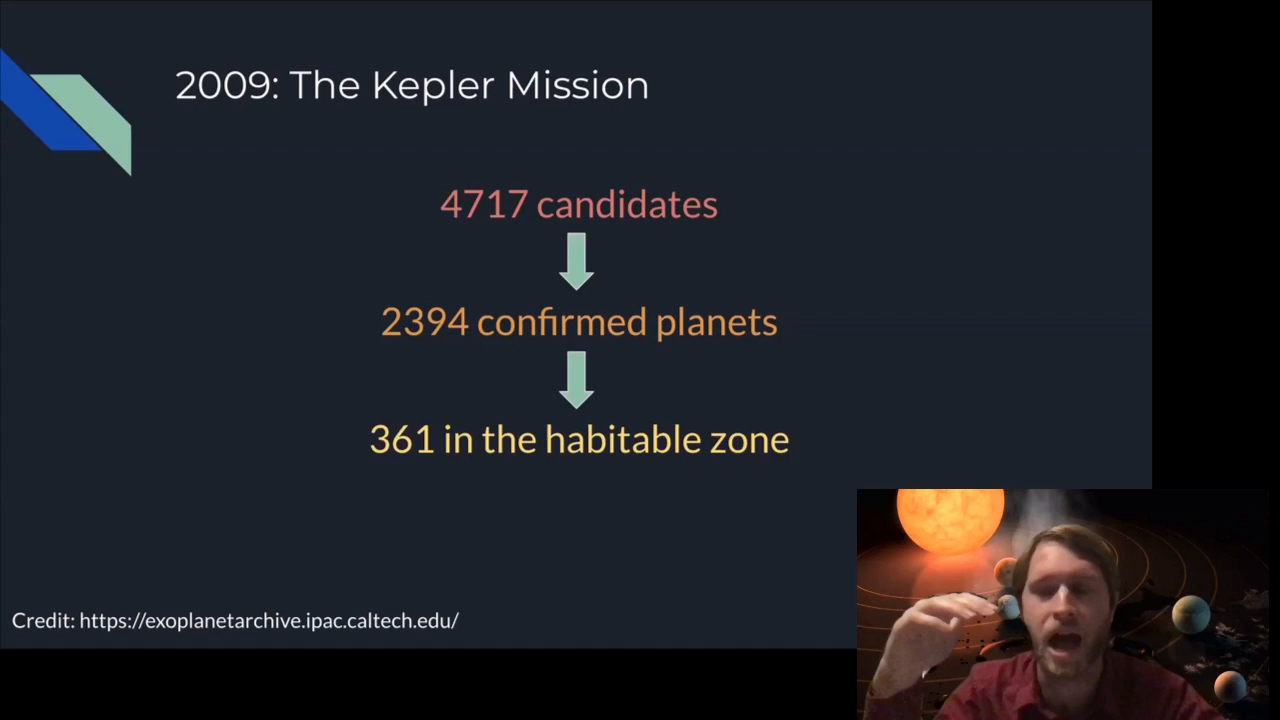 2009: The Kepler Mission
4717 candidates
2394 confirmed planets
361 in the habitable zone
Credit: https://exoplanetarchive.ipac.caltech.edu/